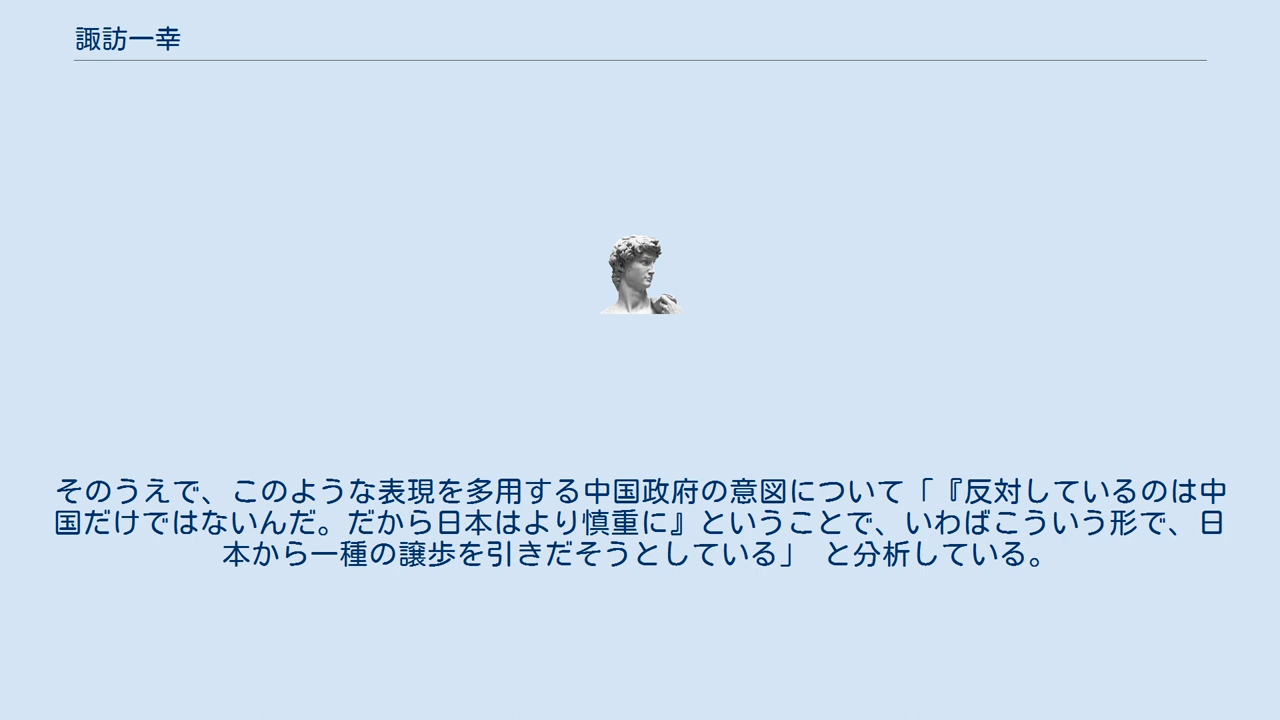 諏訪一幸
そのうえで、このような表現を多用する中国政府の意図について「『反対しているのは中
国だけではないんだ。だから日本はより慎重に』ということで、いわばこういう形で、日
本から一種の譲歩を引きだそうとしている」 と分析している。